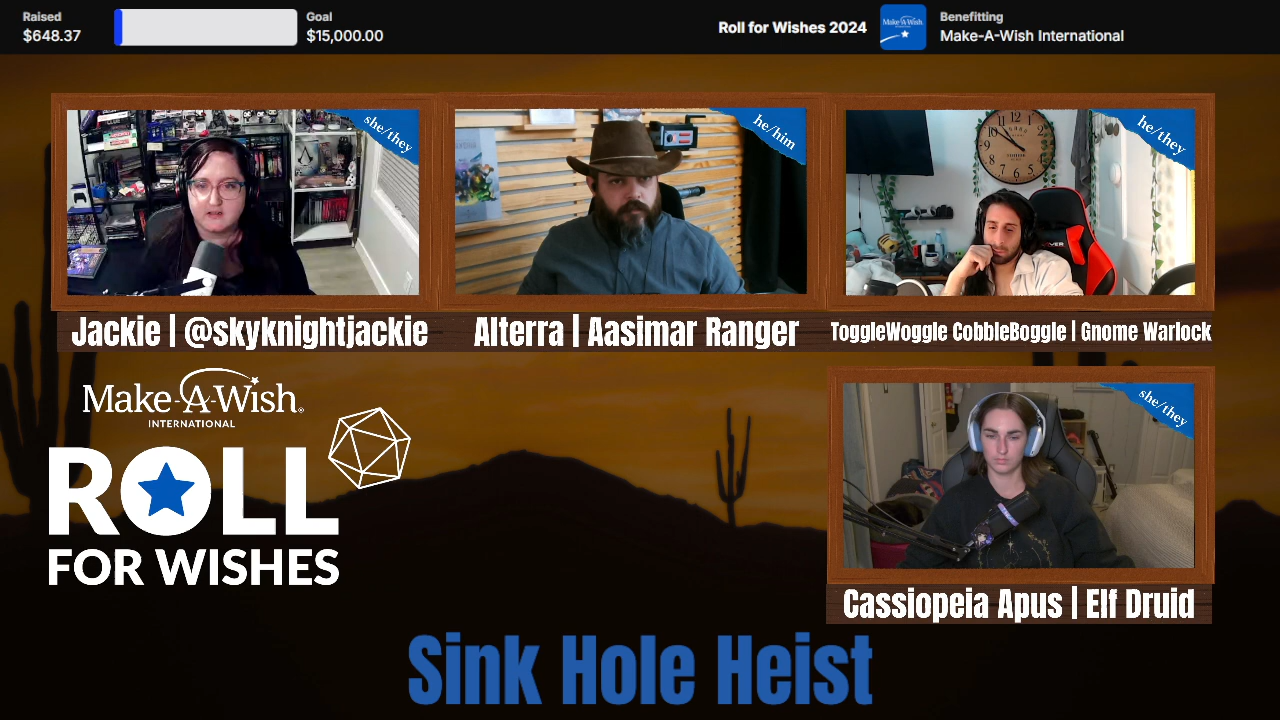 Raised
$648.37
Goal
$15,000.00
Roll for Wishes 2024
Make-A-Wish
Benefitting
Make-A-Wish International
she/they
he/him
he/they
Jackie | @skyknightjackie
Alterra | Aasimar Ranger
ToggleWoggle CobbleBoggle | Gnome Warlock
Make-A-Wish®
INTERNATIONAL
ROLL
FOR WISHES
she/they
Cassiopeia Apus | Elf Druid
Sink Hole Heist